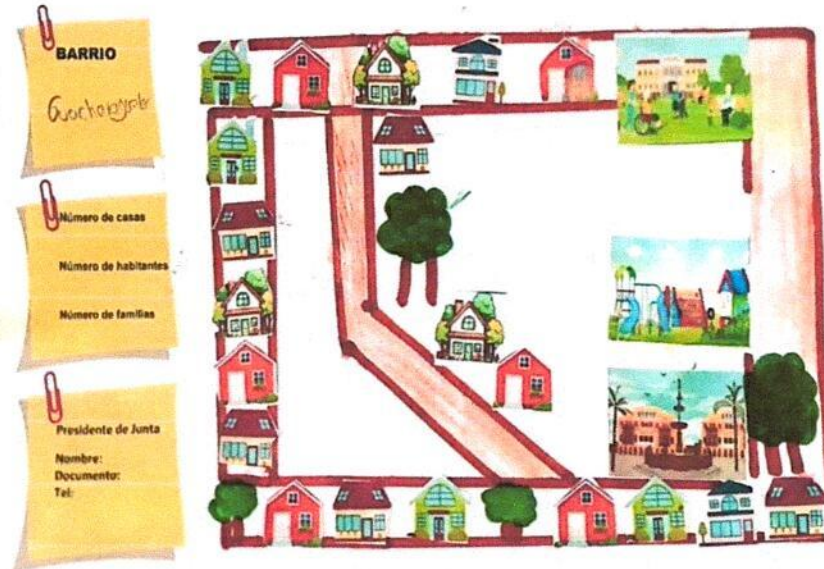 BARRIO
Número de casas
Número de habitantes
Número de familias
Presidente de Junta
Nombre:
Documento:
Tel: